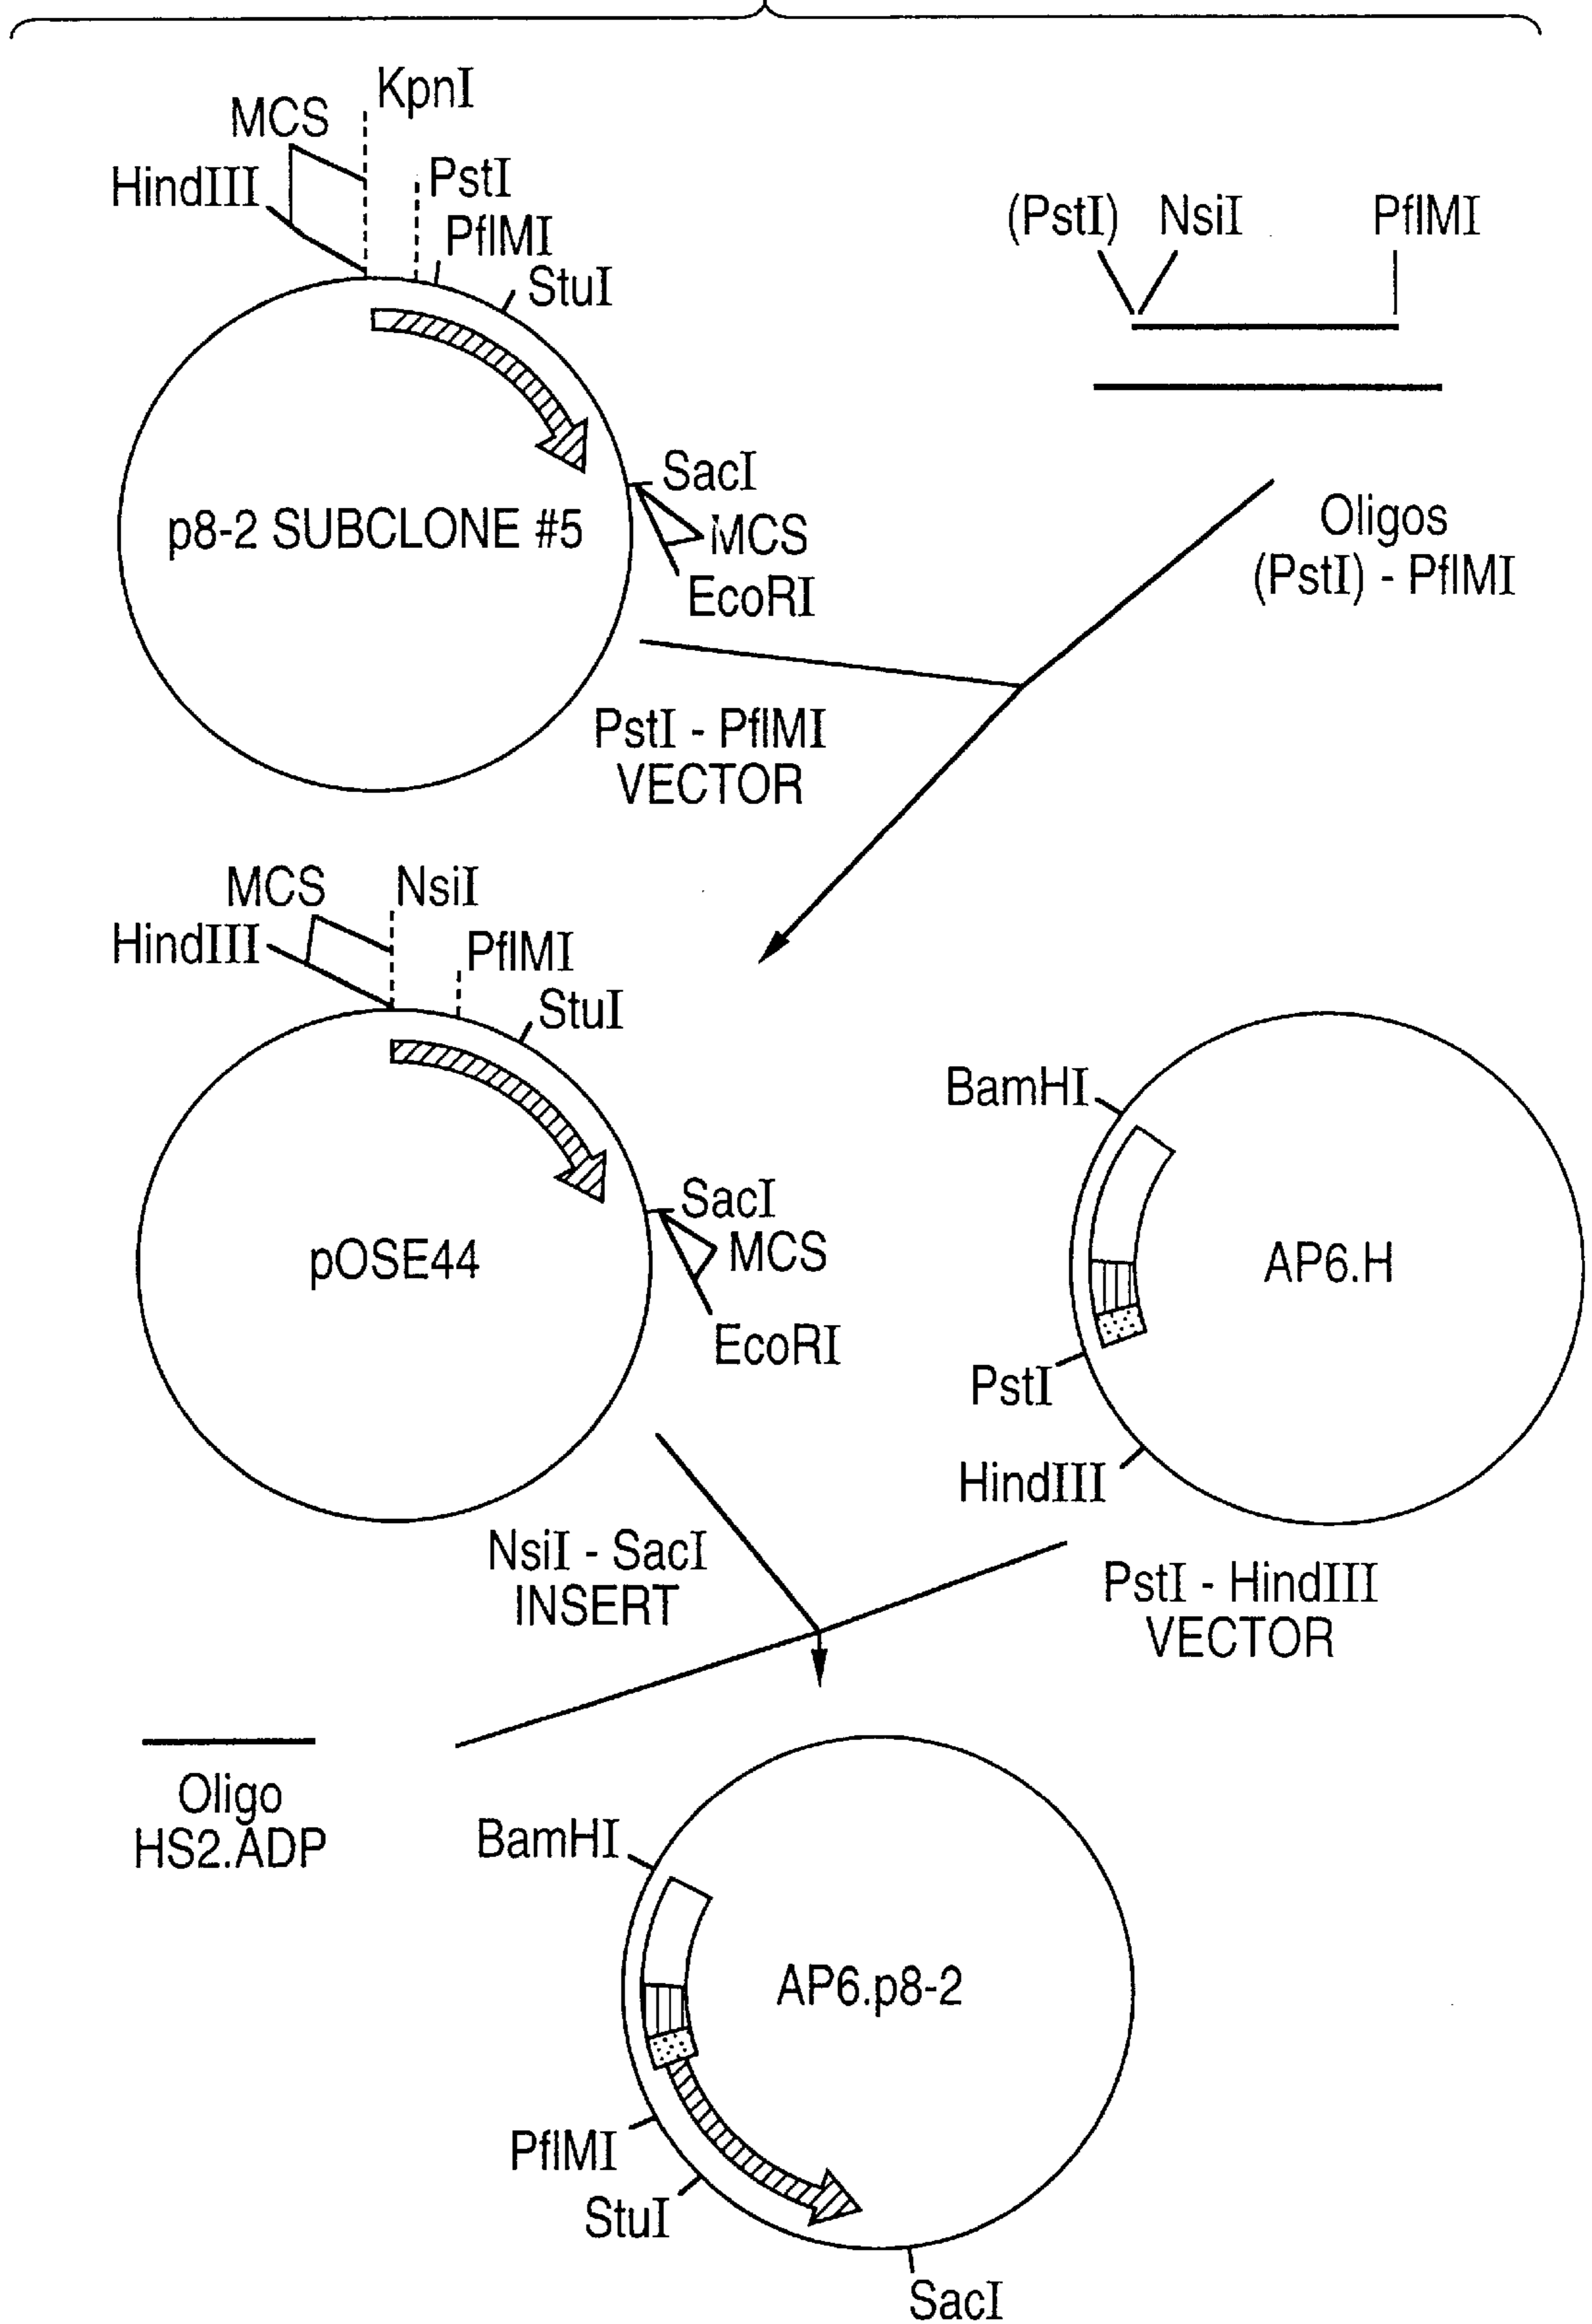 KpnI
MCS
HindIII
PstI
PflMI
StuI
(PstI) NsiI PflMI
SacI
MCS
EcoRI
p8-2 SUBCLONE #5
Oligos
(PstI) - PflMI
PstI - PflMI
VECTOR
MCS
NsiI
HindIII
PflMI
StuI
SacI
MCS
EcoRI
pOSE44
BamHI
AP6.H
PstI
HindIII
NsiI - SacI
INSERT
PstI - HindIII
VECTOR
Oligo
HS2.ADP
BamHI
AP6.p8-2
PflMI
StuI
SacI